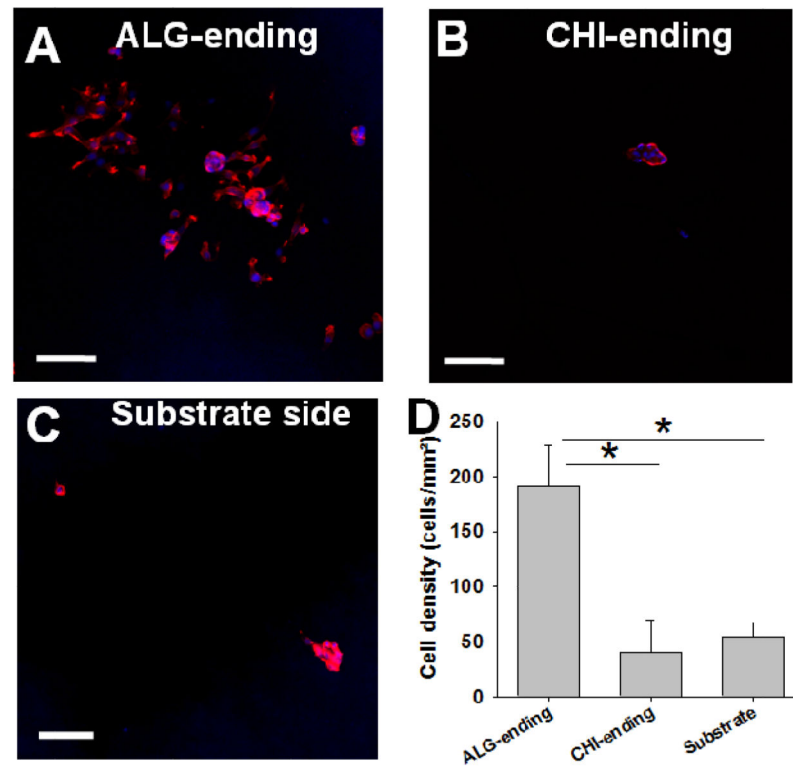 A ALG-ending
B CHI-ending
C Substrate side
D
Cell density (cells/mm²)
250
200
150
100
50
0
*
*
ALG-ending
CHI-ending
Substrate